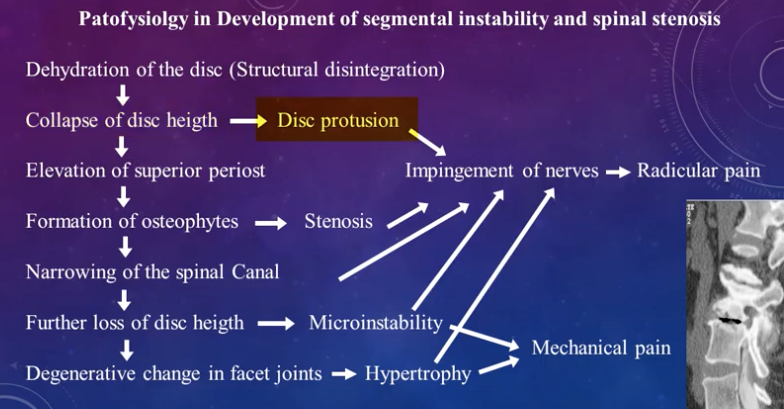 Patofysiolgy in Development of segmental instability and spinal stenosis
Dehydration of the disc (Structural disintegration)
Collapse of disc heigth
Disc protusion
Elevation of superior periost
Impingement of nerves
Radicular pain
Formation of osteophytes
Stenosis
Narrowing of the spinal Canal
Further loss of disc heigth
Microinstability
Mechanical pain
Degenerative change in facet joints
Hypertrophy